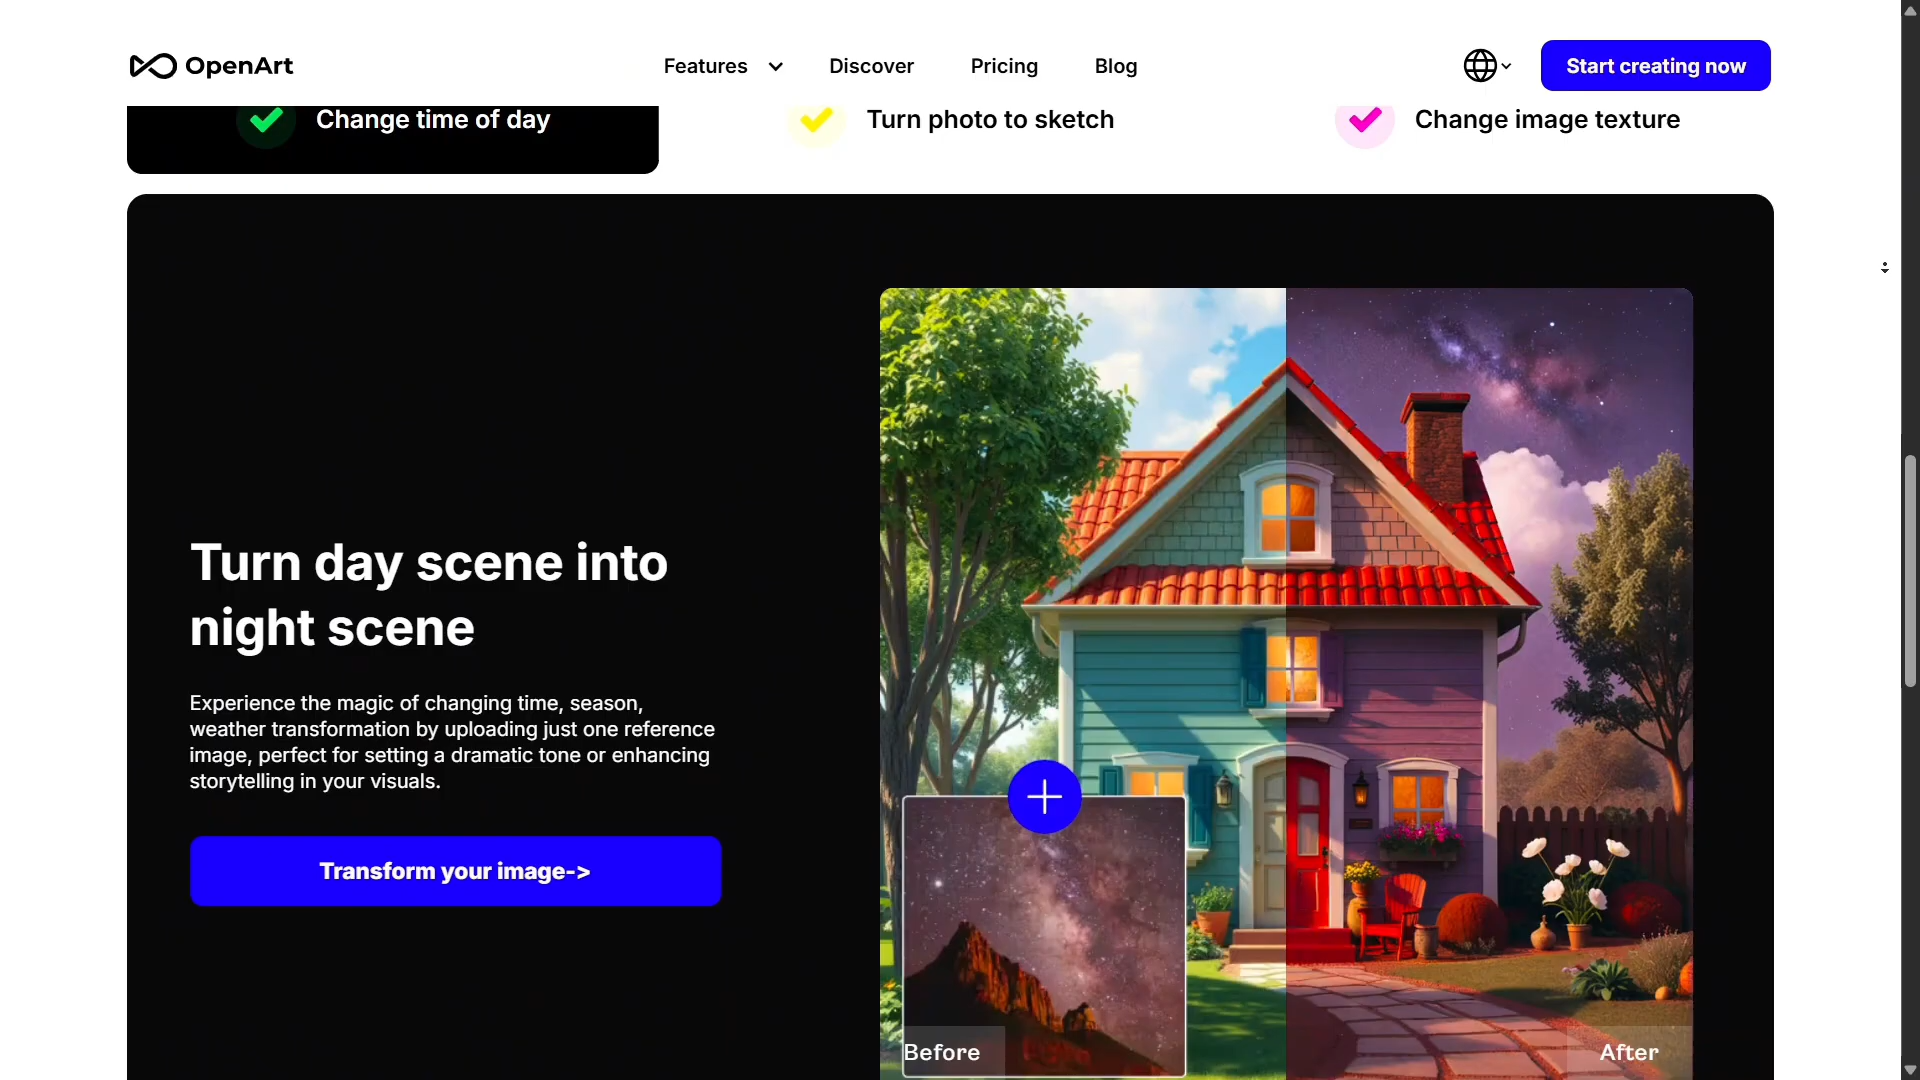 OpenArt
Features
Discover
Pricing
Blog
Start creating now
Change time of day
Turn photo to sketch
Change image texture
Turn day scene into
night scene
Experience the magic of changing time, season,
weather transformation by uploading just one reference
image, perfect for setting a dramatic tone or enhancing
storytelling in your visuals.
Transform your image->
Before
After